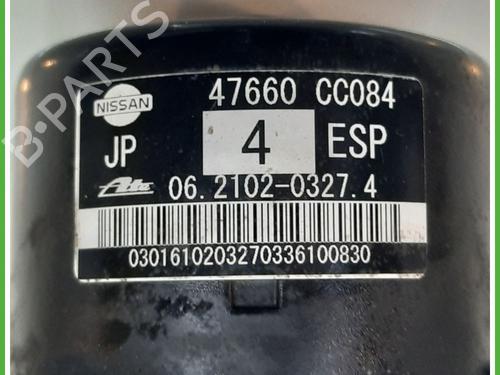 B-PARTS
NISSAN
47660 CC084
JP 4 ESP
Ate 06.2102-0327.4
0301610203270336100830